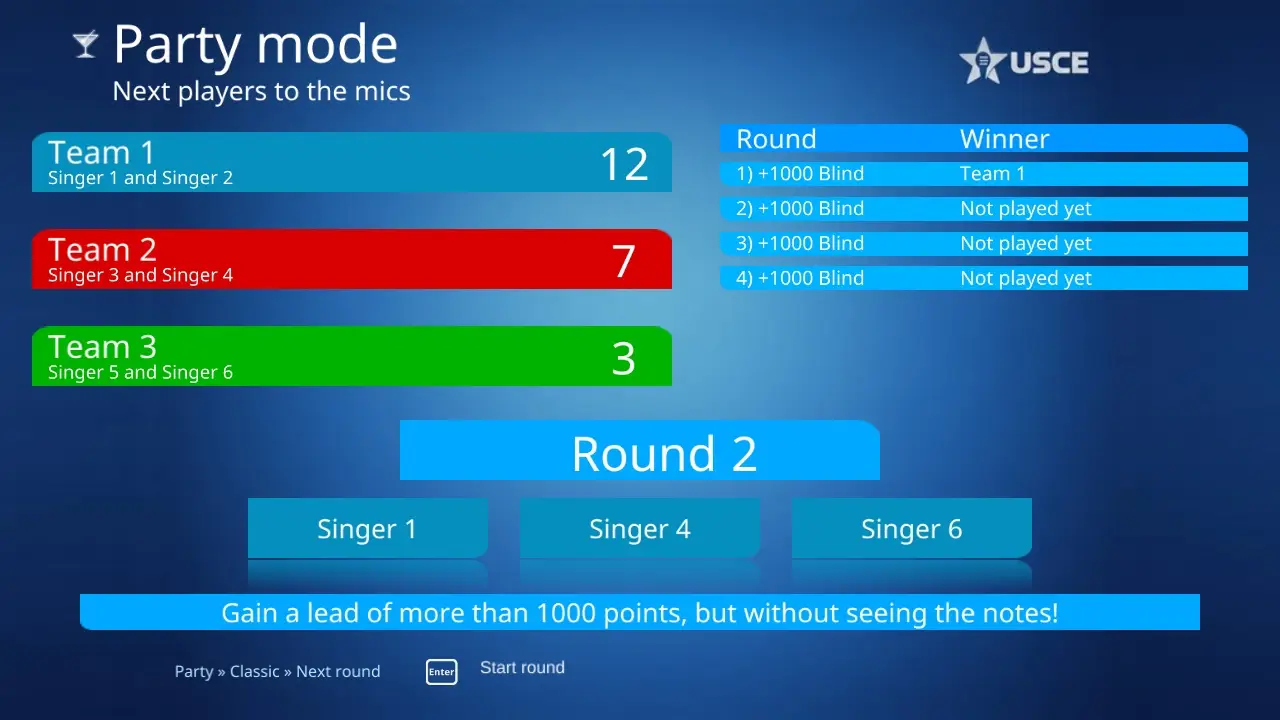 Party mode
Next players to the mics
USCE
Team 1
Singer 1 and Singer 2
12
Team 2
Singer 3 and Singer 4
7
Team 3
Singer 5 and Singer 6
3
Round Winner
1) +1000 Blind Team 1
2) +1000 Blind Not played yet
3) +1000 Blind Not played yet
4) +1000 Blind Not played yet
Round 2
Singer 1 Singer 4 Singer 6
Gain a lead of more than 1000 points, but without seeing the notes!
Party » Classic » Next round Enter Start round